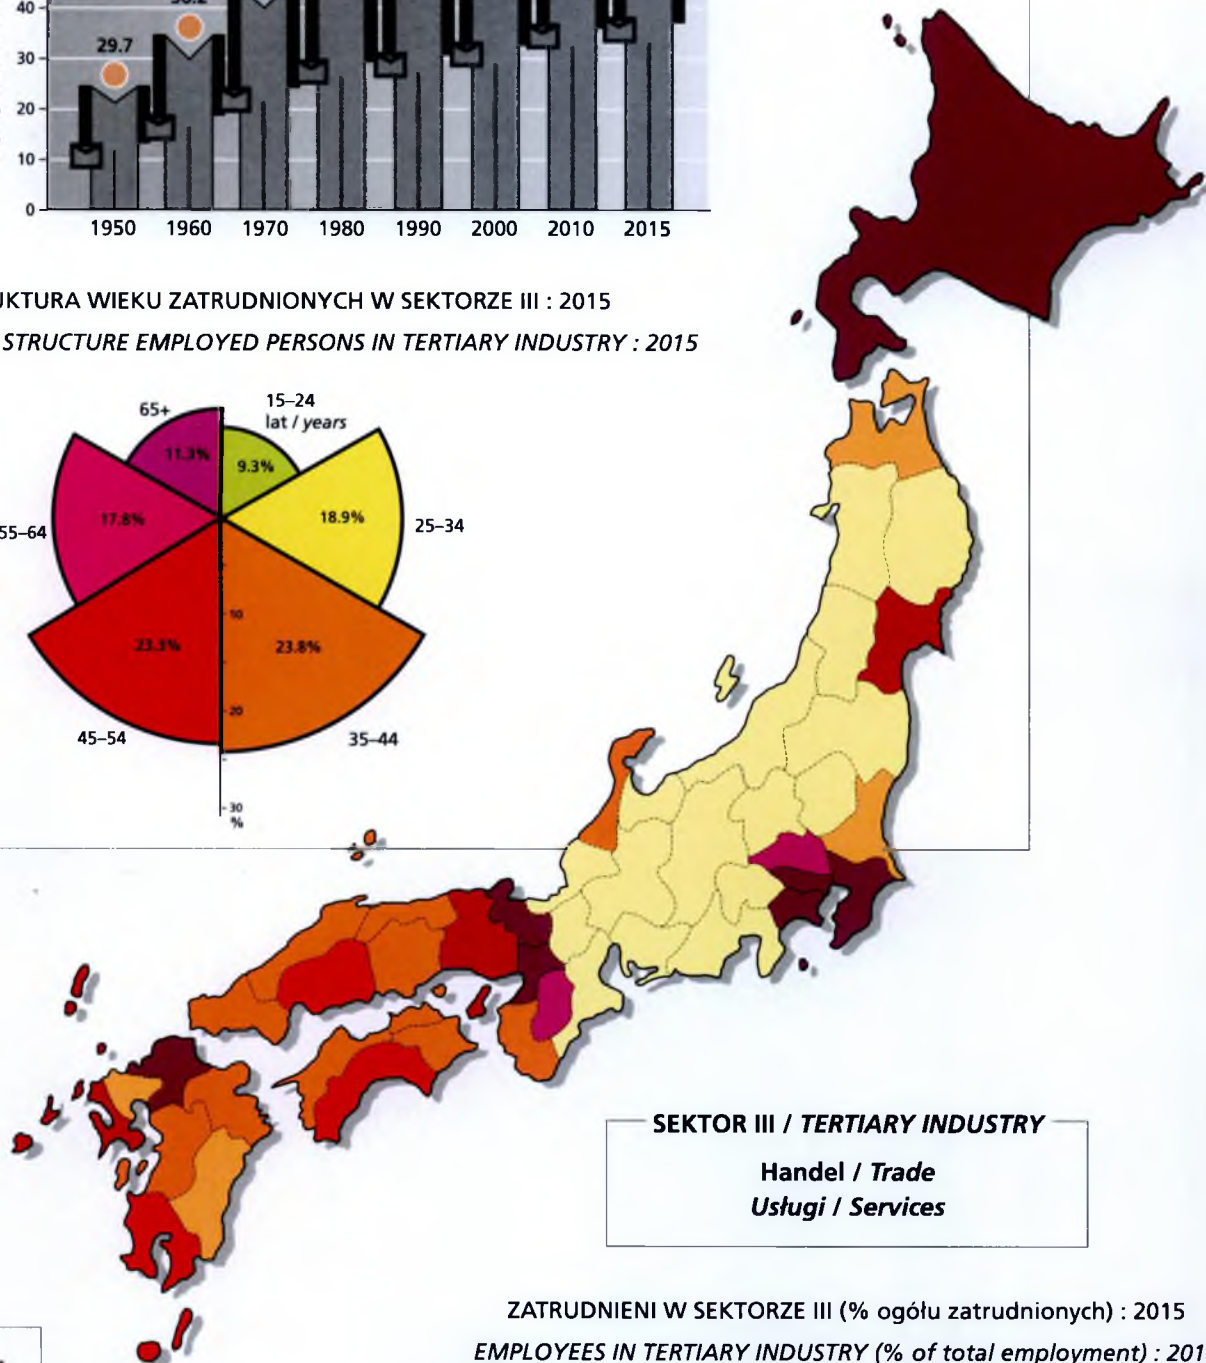 40
29.7
30
20
10
0
1950 1960 1970 1980 1990 2000 2010 2015
UKTURA WIEKU ZATRUDNIONYCH W SEKTORZE III : 2015
STRUCTURE EMPLOYED PERSONS IN TERTIARY INDUSTRY : 2015
65+
15–24
lat / years
11.3%
9.3%
55–64
17.8%
18.9%
25–34
10
23.3%
23.8%
20
45–54
35–44
30
%
SEKTOR III / TERTIARY INDUSTRY
Handel / Trade
Usługi / Services
ZATRUDNIENI W SEKTORZE III (% ogółu zatrudnionych) : 2015
EMPLOYEES IN TERTIARY INDUSTRY (% of total employment) : 201